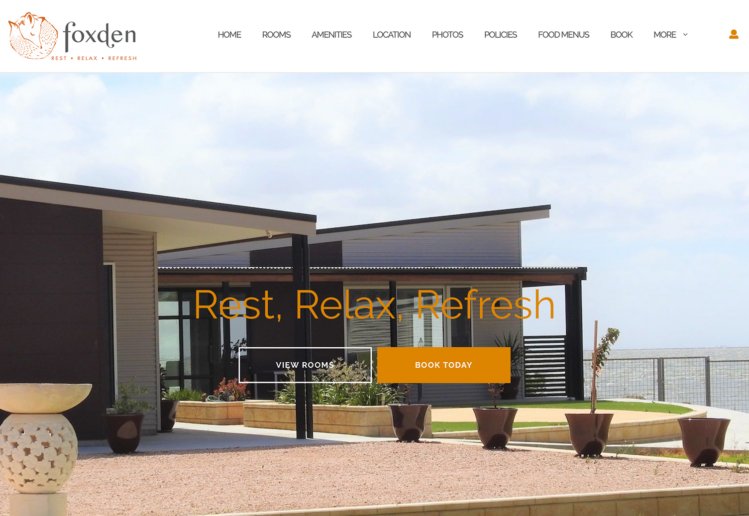 foxden
REST • RELAX • REFRESH
HOME ROOMS AMENITIES LOCATION PHOTOS POLICIES FOOD MENUS BOOK MORE
Rest, Relax, Refresh
VIEW ROOMS
BOOK TODAY